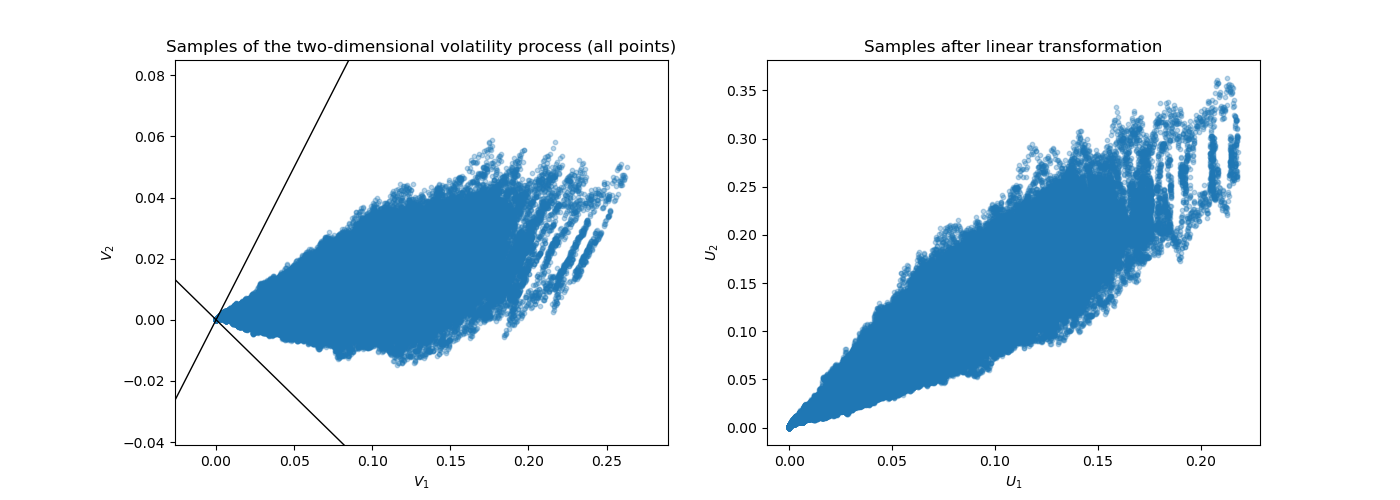 Samples of the two-dimensional volatility process (all points)
0.08
0.06
0.04
0.02
0.00
−0.02
−0.04
V₂
0.00 0.05 0.10 0.15 0.20 0.25
V₁
Samples after linear transformation
0.35
0.30
0.25
0.20
0.15
0.10
0.05
0.00
U₂
0.00 0.05 0.10 0.15 0.20
U₁